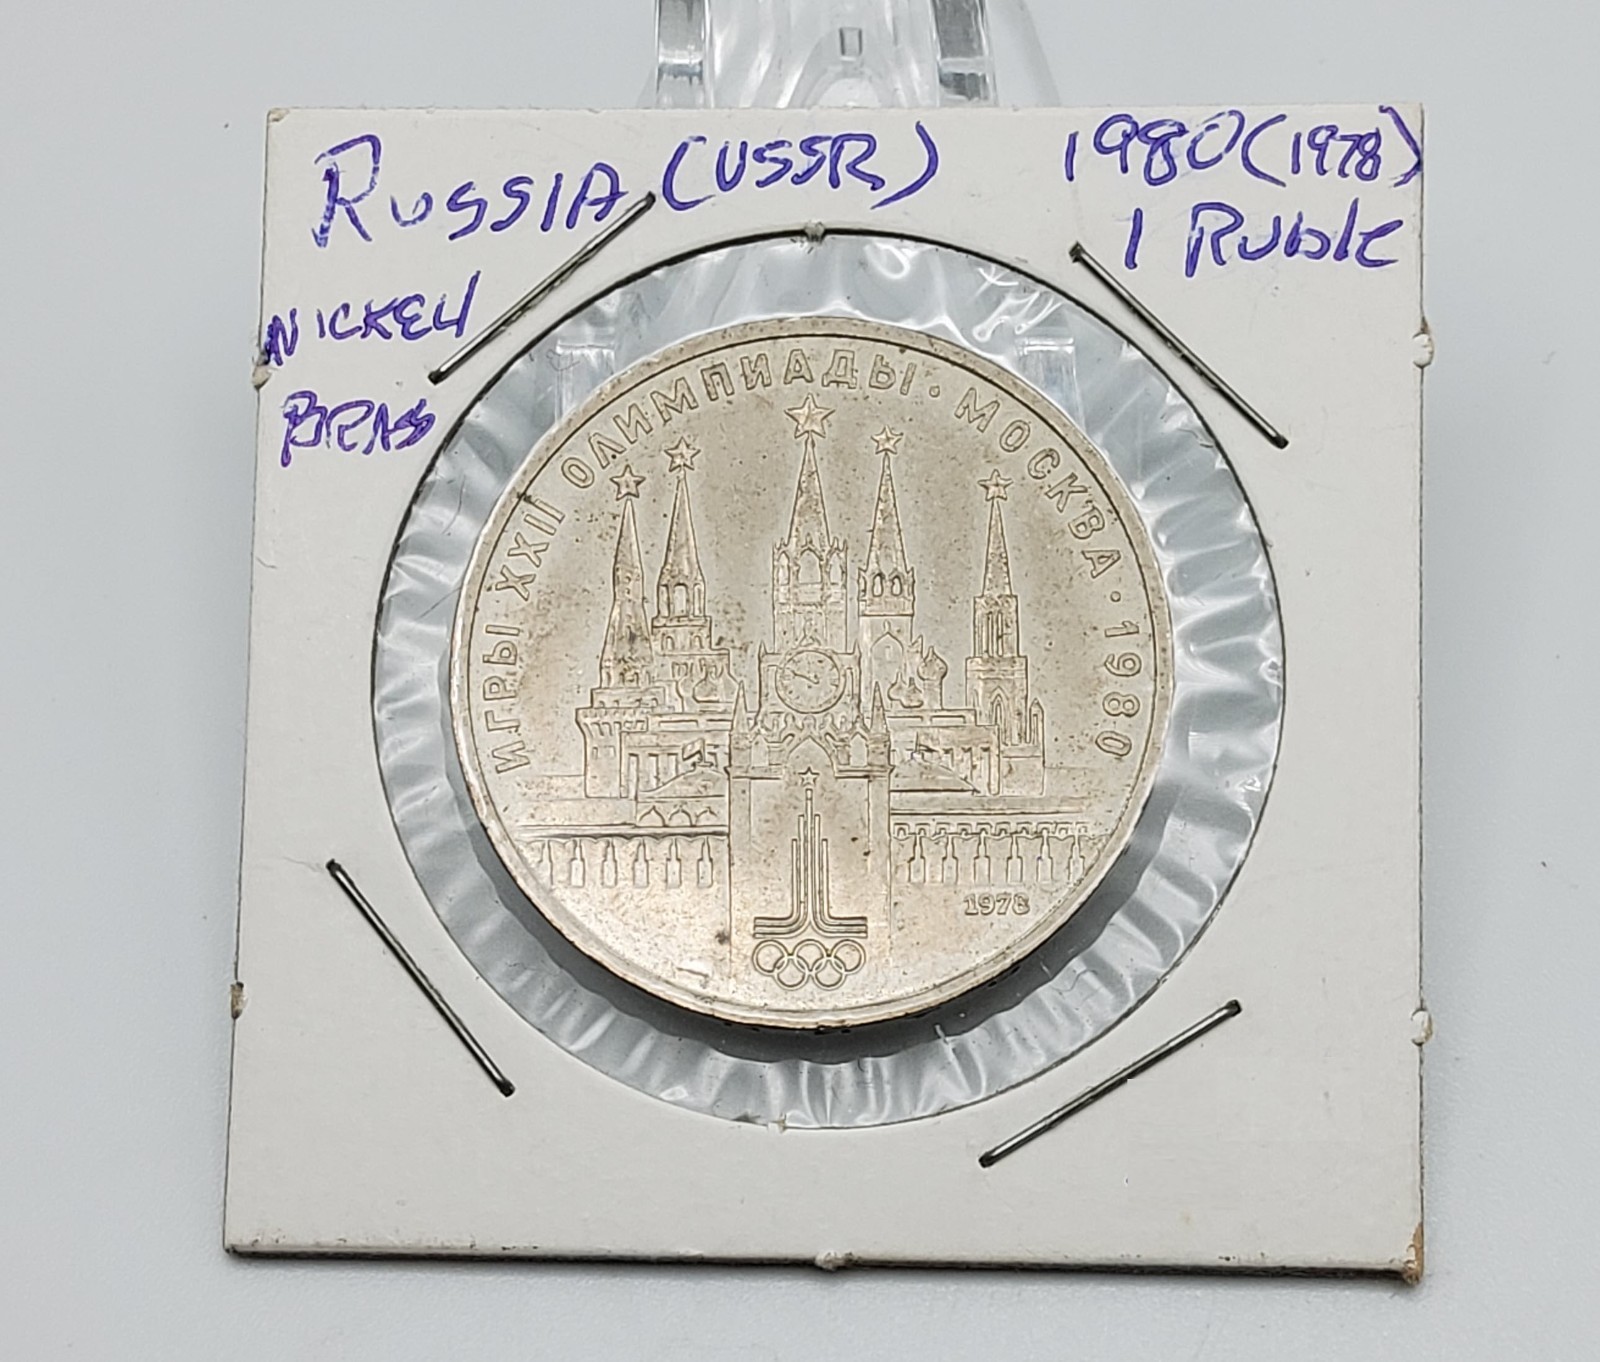 RUSSIA (USSR) 1980 (1978)
1 Ruble
NICKEL
BRASS
ИГРЫ XXII ОЛИМПИАДЫ · МОСКВА · 1980
1978